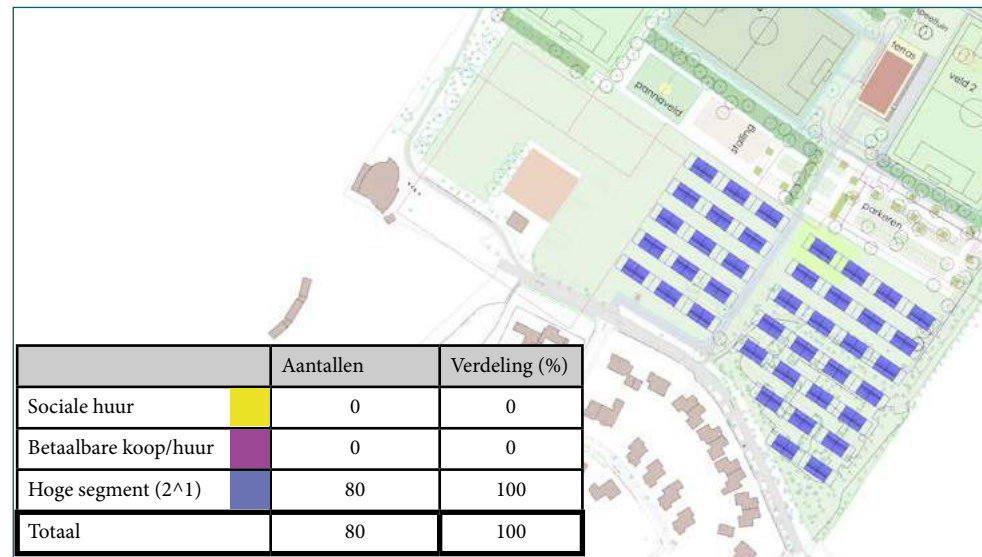 terras
veld 2
pannaveld
stalling
parkeren
Aantallen Verdeling (%)
Sociale huur 0 0
Betaalbare koop/huur 0 0
Hoge segment (2^1) 80 100
Totaal 80 100